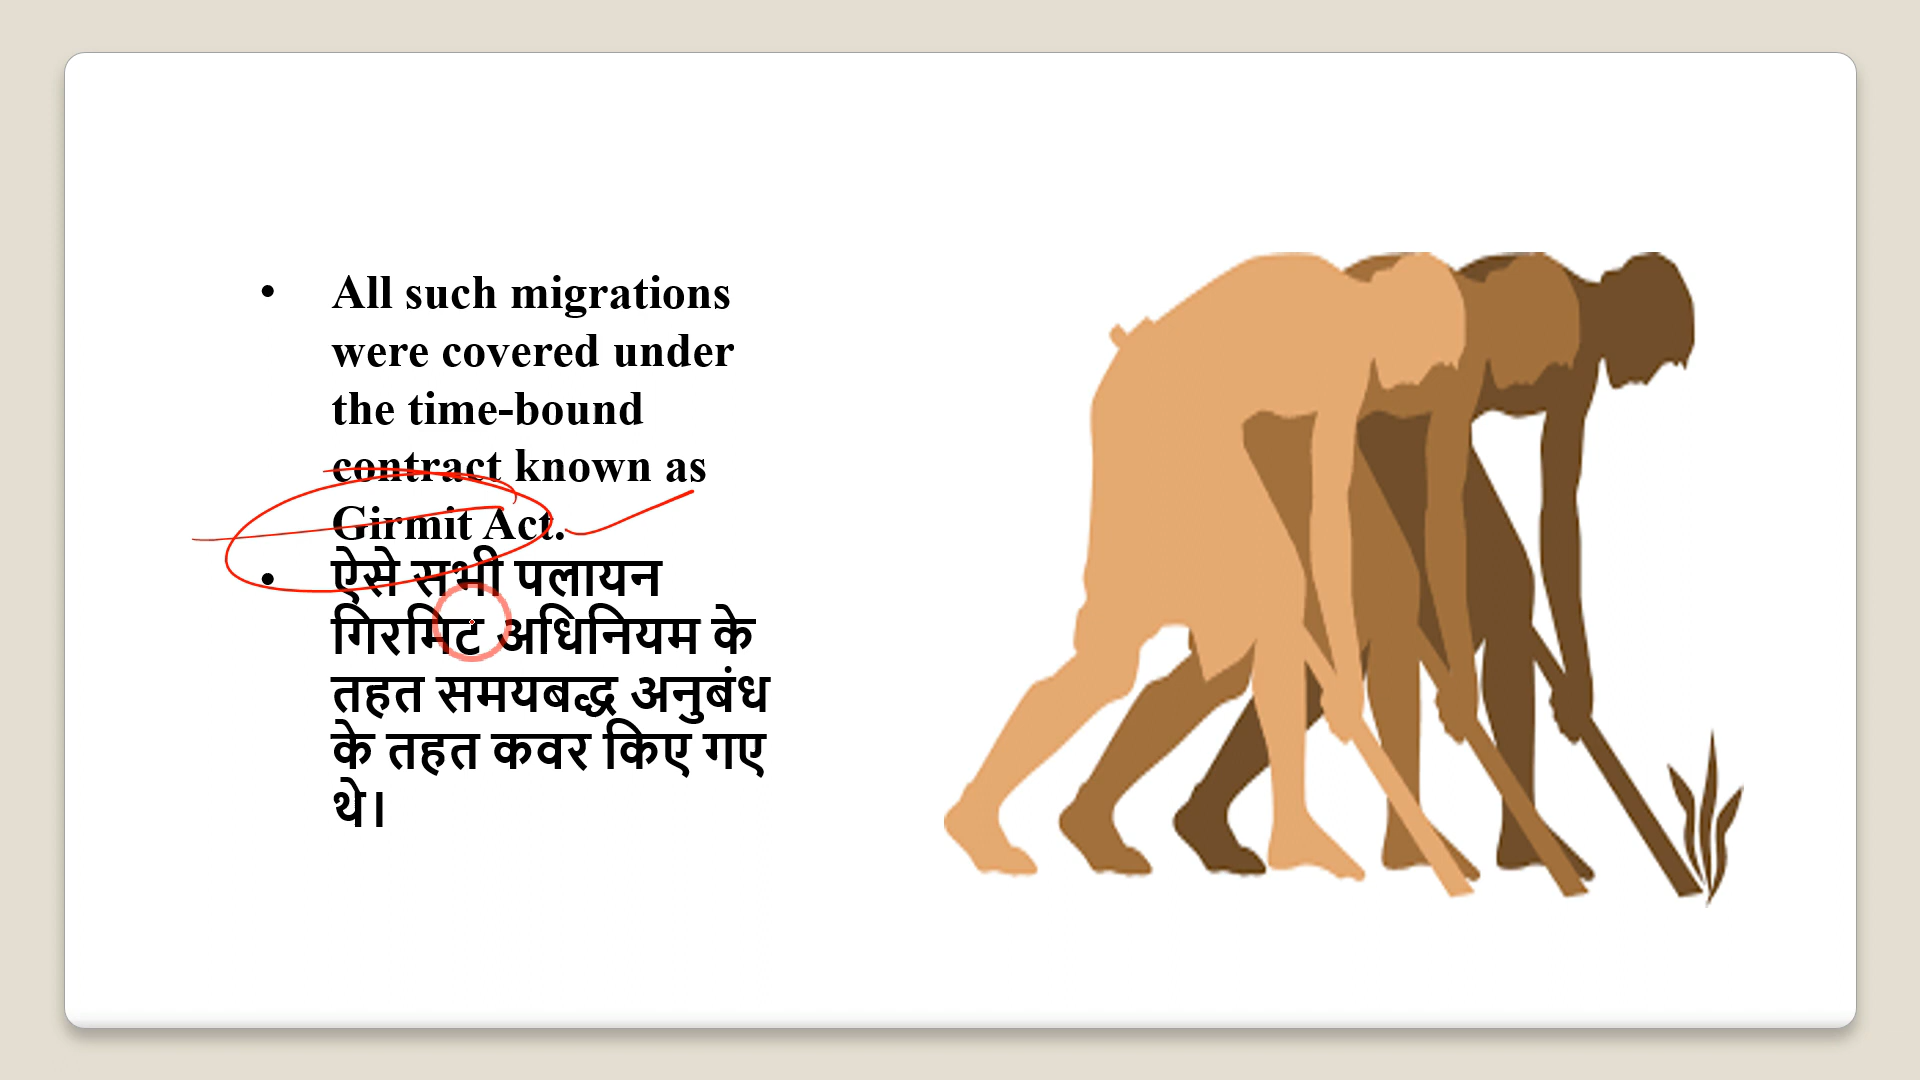 • All such migrations
were covered under
the time-bound
contract known as
Girmit Act.
• ऐसे सभी पलायन
गिरमिट अधिनियम के
तहत समयबद्ध अनुबंध
के तहत कवर किए गए
थे।